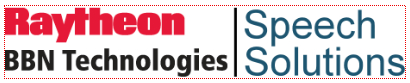 Raytheon
BBN Technologies
Speech
Solutions